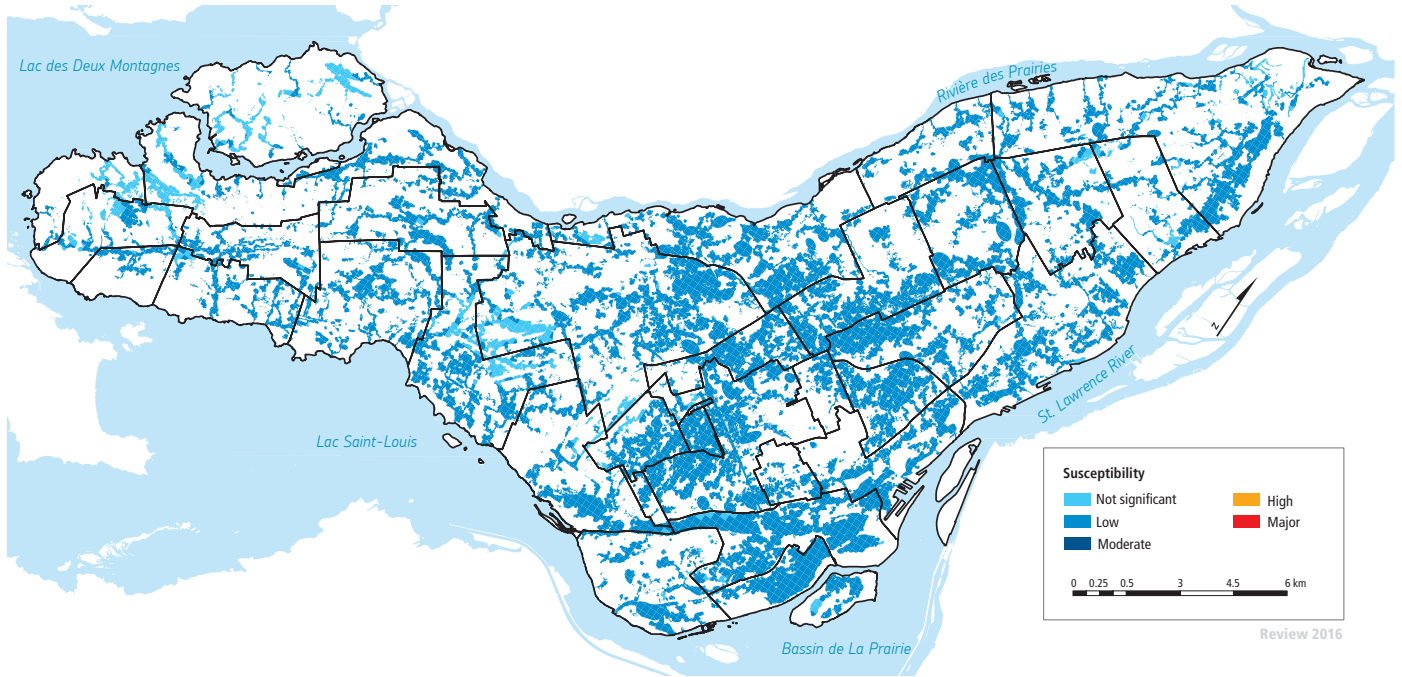 Lac des Deux Montagnes
Rivière des Prairies
N
St. Lawrence River
Lac Saint-Louis
Bassin de La Prairie
Susceptibility
Not significant
Low
Moderate
High
Major
0 0.25 0.5 3 4.5 6 km
Review 2016